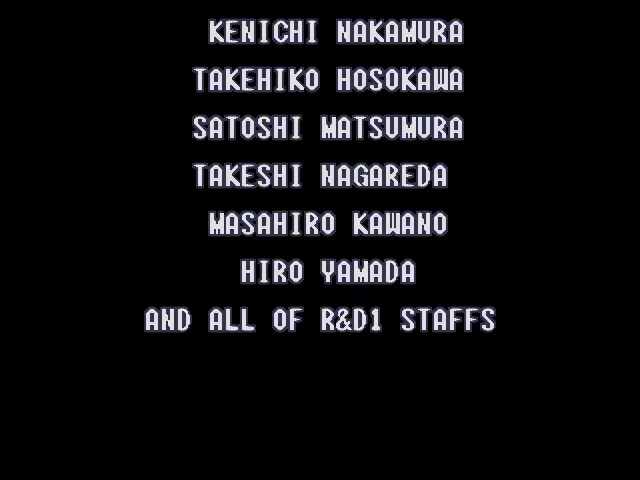 KENICHI NAKAMURA
TAKEHIKO HOSOKAWA
SATOSHI MATSUMURA
TAKESHI NAGAREDA
MASAHIRO KAWANO
HIRO YAMADA
AND ALL OF R&D1 STAFFS